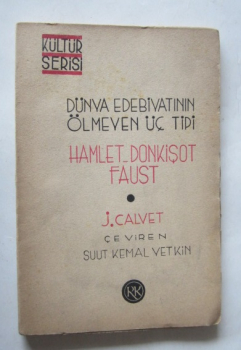 KÜLTÜR
SERİSİ
DÜNYA EDEBİYATININ
ÖLMEYEN ÜÇ TİPİ
HAMLET-DONKİŞOT
FAUST
J. CALVET
ÇEVİREN
SUUT KEMAL YETKİN
RK